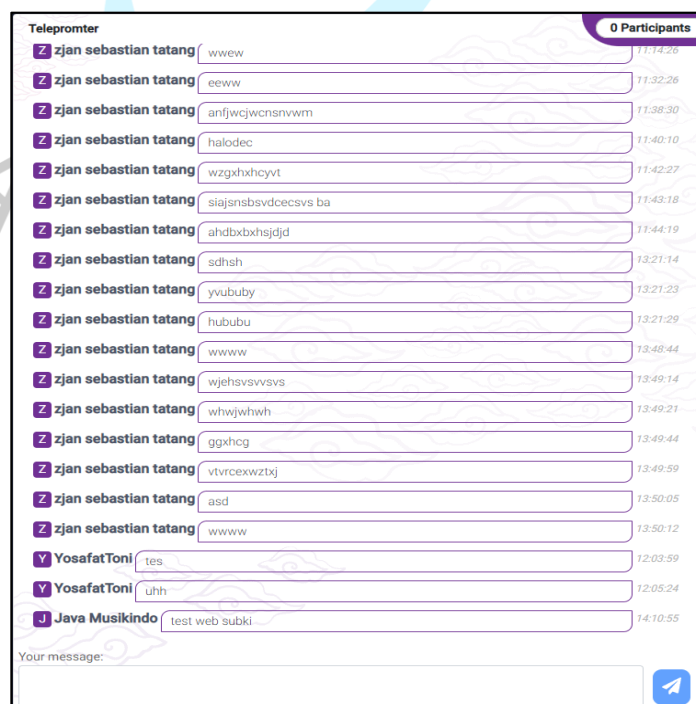 Telepromter
0 Participants
Z zjan sebastian tatang wwew 11:14:26
Z zjan sebastian tatang eeww 11:32:26
Z zjan sebastian tatang anfjwcjwcnsnvwm 11:38:30
Z zjan sebastian tatang halodec 11:40:10
Z zjan sebastian tatang wzgxhxhcyvt 11:42:27
Z zjan sebastian tatang siajsnsbsvdcecsvs ba 11:43:18
Z zjan sebastian tatang ahdbxbxhsjdjd 11:44:19
Z zjan sebastian tatang sdhsh 13:21:14
Z zjan sebastian tatang yvububy 13:21:23
Z zjan sebastian tatang hububu 13:21:29
Z zjan sebastian tatang wwww 13:48:44
Z zjan sebastian tatang wjehsvsvvsvs 13:49:14
Z zjan sebastian tatang whwjwhwh 13:49:21
Z zjan sebastian tatang ggxhcg 13:49:44
Z zjan sebastian tatang vtvrcexwztxj 13:49:59
Z zjan sebastian tatang asd 13:50:05
Z zjan sebastian tatang wwww 13:50:12
Y YosafatToni tes 12:03:59
Y YosafatToni uhh 12:05:24
J Java Musikindo test web subki 14:10:55
Your message: